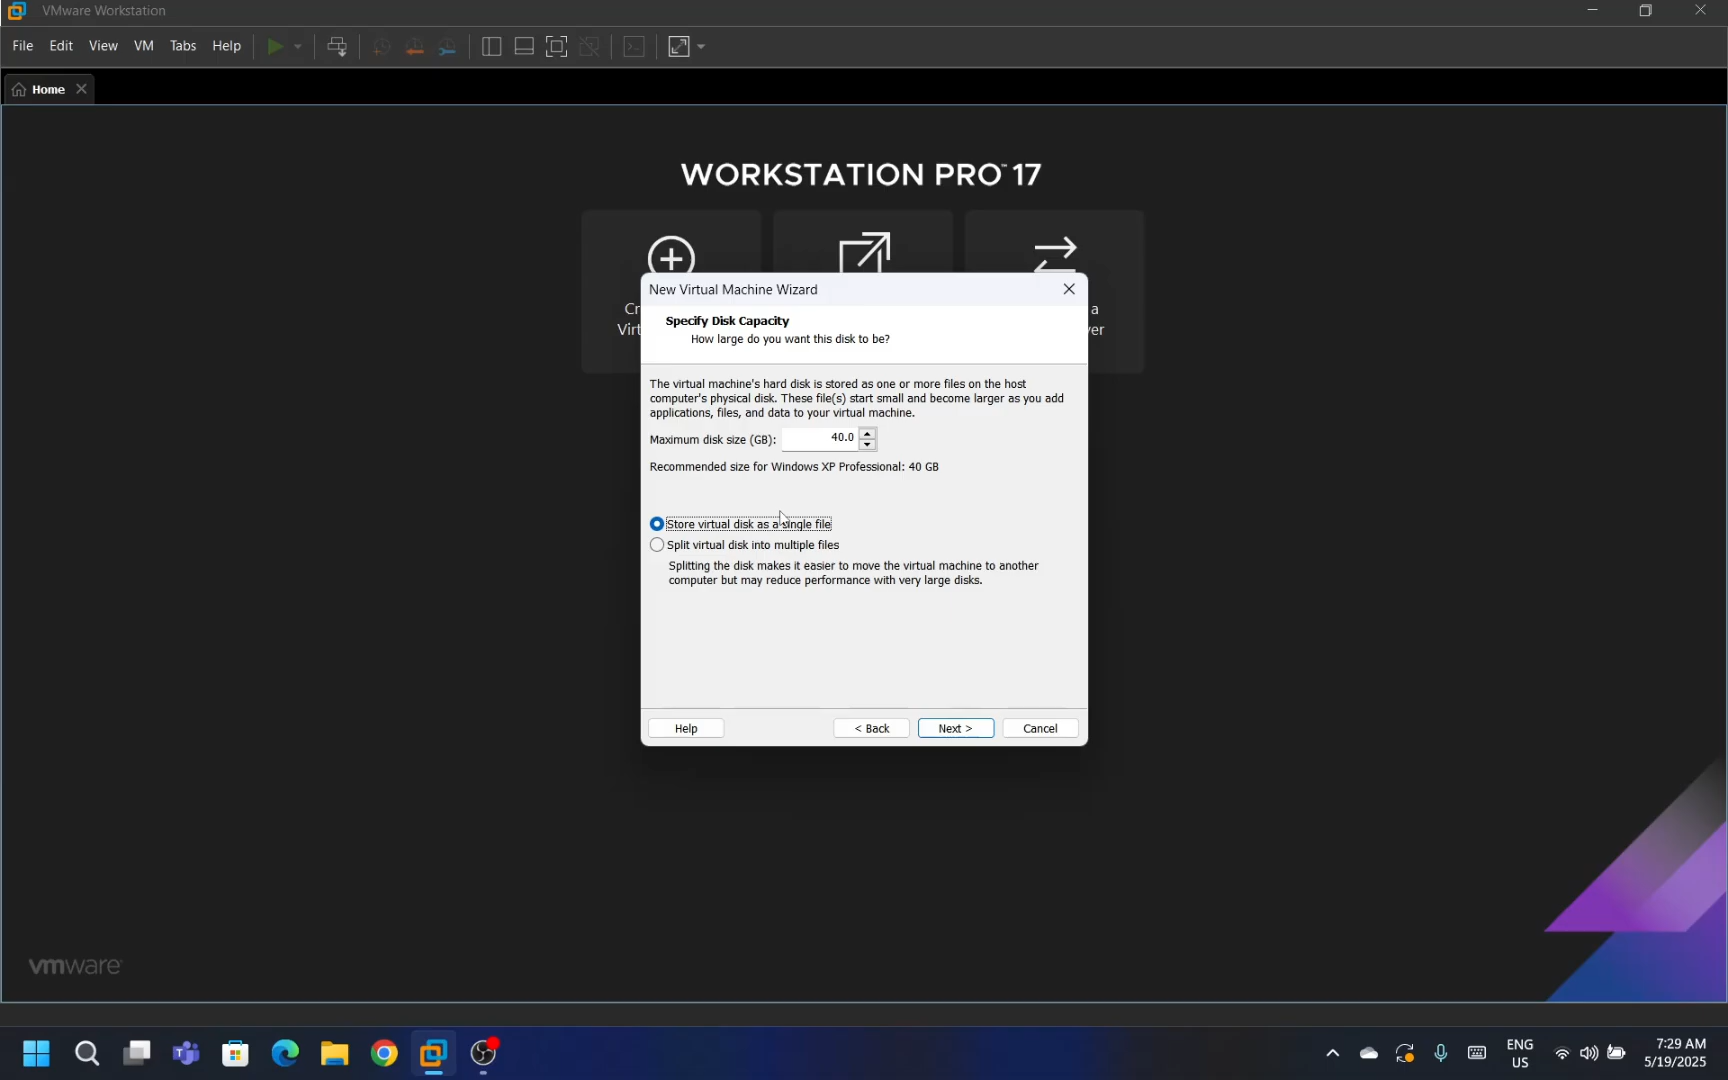 VMware Workstation
File Edit View VM Tabs Help
Home
WORKSTATION PRO™ 17
Cr
Virt
a
ver
New Virtual Machine Wizard
Specify Disk Capacity
How large do you want this disk to be?
The virtual machine's hard disk is stored as one or more files on the host
computer's physical disk. These file(s) start small and become larger as you add
applications, files, and data to your virtual machine.
Maximum disk size (GB): 40.0
Recommended size for Windows XP Professional: 40 GB
Store virtual disk as a single file
Split virtual disk into multiple files
Splitting the disk makes it easier to move the virtual machine to another
computer but may reduce performance with very large disks.
Help < Back Next > Cancel
vmware
ENG
US
7:29 AM
5/19/2025